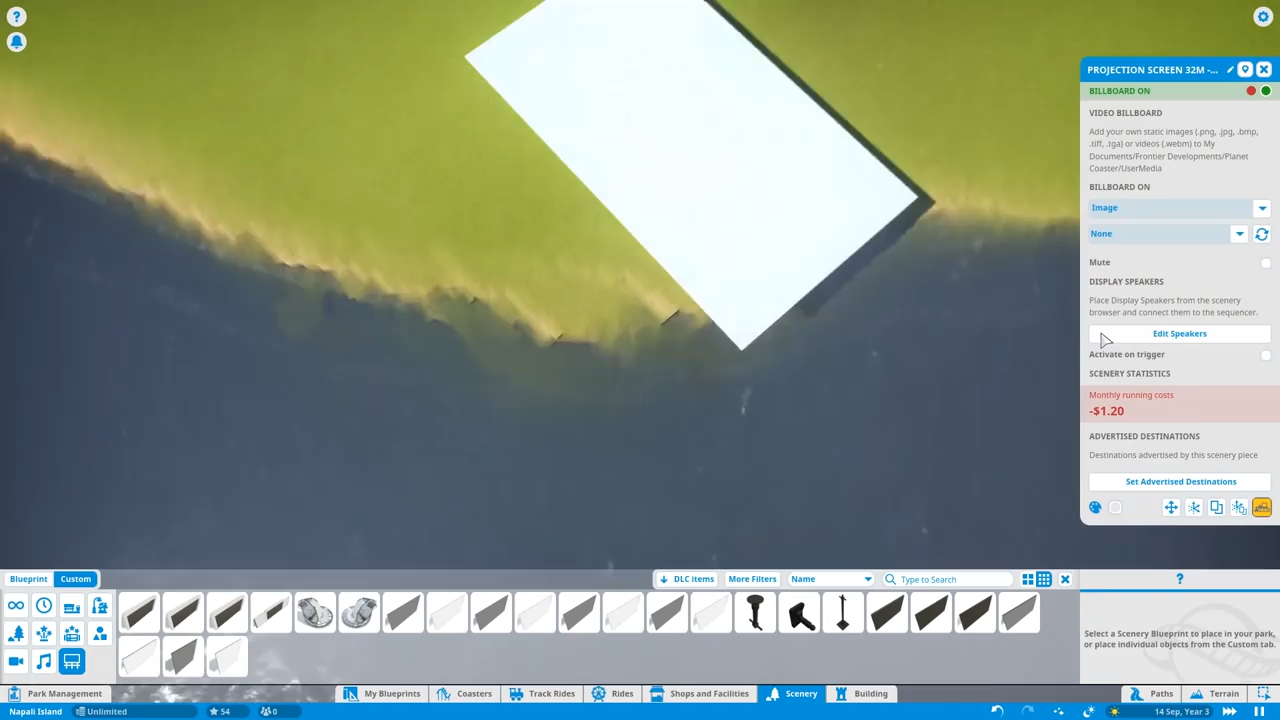 PROJECTION SCREEN 32M -...
BILLBOARD ON
VIDEO BILLBOARD
Add your own static images (.png, .jpg, .bmp,
.tiff, .tga) or videos (.webm) to My
Documents/Frontier Developments/Planet
Coaster/UserMedia
BILLBOARD ON
Image
None
Mute
DISPLAY SPEAKERS
Place Display Speakers from the scenery
browser and connect them to the sequencer.
Edit Speakers
Activate on trigger
SCENERY STATISTICS
Monthly running costs
-$1.20
ADVERTISED DESTINATIONS
Destinations advertised by this scenery piece
Set Advertised Destinations
Blueprint Custom
DLC items More Filters Name Type to Search
Select a Scenery Blueprint to place in your park,
or place individual objects from the Custom tab.
Park Management My Blueprints Coasters Track Rides Rides Shops and Facilities Scenery Building Paths Terrain
Napali Island Unlimited 54 0 14 Sep, Year 3